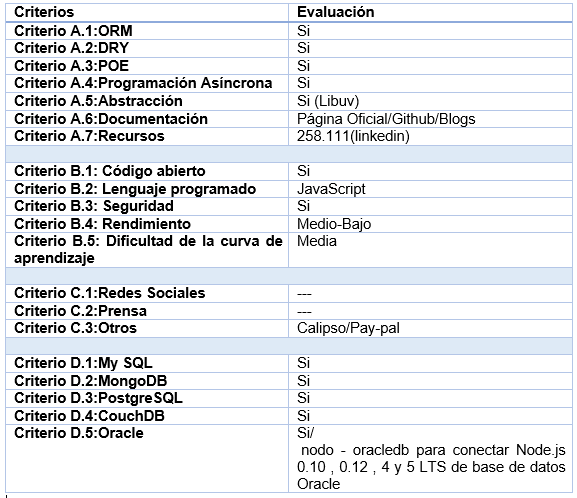 Criterios Evaluación
Criterio A.1:ORM Si
Criterio A.2:DRY Si
Criterio A.3:POE Si
Criterio A.4:Programación Asíncrona Si
Criterio A.5:Abstracción Si (Libuv)
Criterio A.6:Documentación Página Oficial/Github/Blogs
Criterio A.7:Recursos 258.111(linkedin)
Criterio B.1: Código abierto Si
Criterio B.2: Lenguaje programado JavaScript
Criterio B.3: Seguridad Si
Criterio B.4: Rendimiento Medio-Bajo
Criterio B.5: Dificultad de la curva de Media
aprendizaje
Criterio C.1:Redes Sociales ---
Criterio C.2:Prensa ---
Criterio C.3:Otros Calipso/Pay-pal
Criterio D.1:My SQL Si
Criterio D.2:MongoDB Si
Criterio D.3:PostgreSQL Si
Criterio D.4:CouchDB Si
Criterio D.5:Oracle Si/
nodo - oracledb para conectar Node.js
0.10 , 0.12 , 4 y 5 LTS de base de datos
Oracle